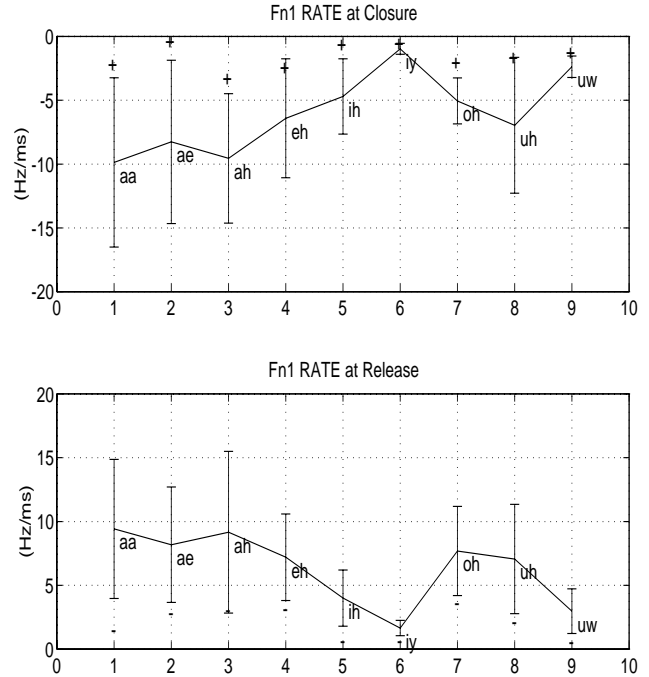 Fn1 RATE at Closure
0
-5
-10
-15
-20
(Hz/ms)
aa
ae
ah
eh
ih
iy
oh
uh
uw
0 1 2 3 4 5 6 7 8 9 10
Fn1 RATE at Release
20
15
10
5
0
(Hz/ms)
aa
ae
ah
eh
ih
iy
oh
uh
uw
0 1 2 3 4 5 6 7 8 9 10